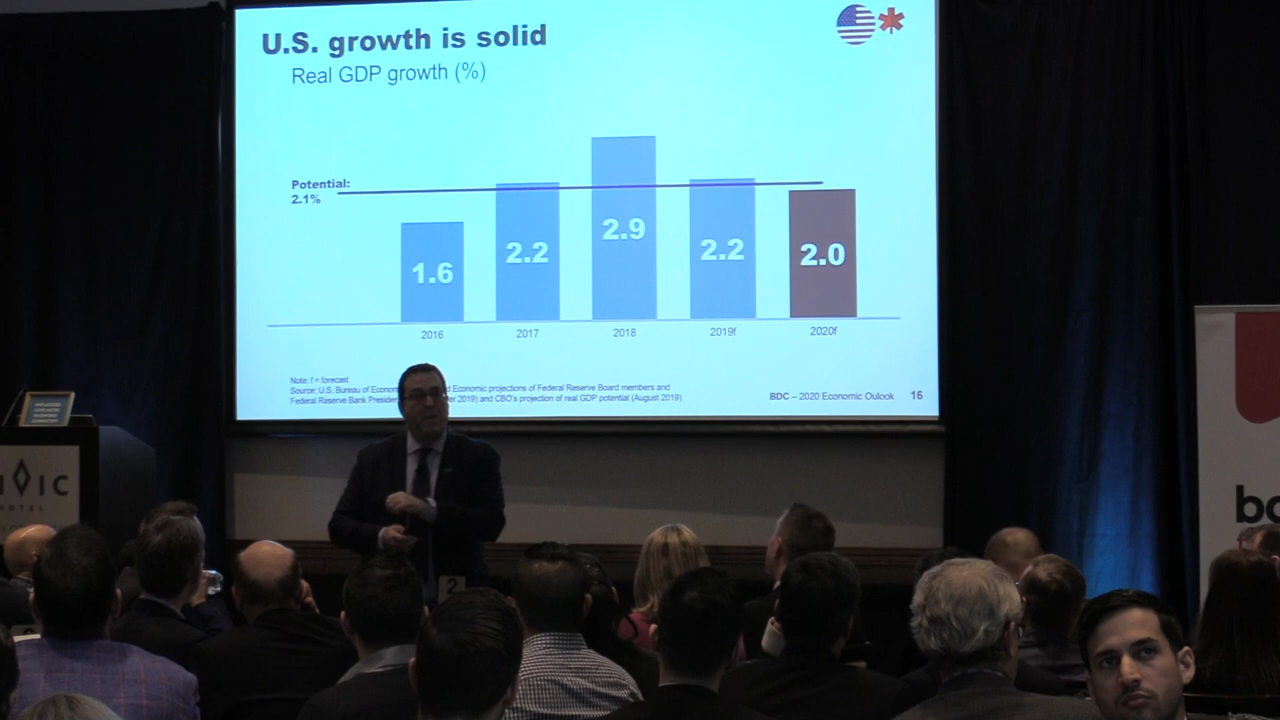 U.S. growth is solid
Real GDP growth (%)
Potential:
2.1%
1.6
2.2
2.9
2.2
2.0
2016
2017
2018
2019f
2020f
Note: f = forecast
Source: U.S. Bureau of Econom Economic projections of Federal Reserve Board members and
Federal Reserve Bank Presiden 2019) and CBO's projection of real GDP potential (August 2019)
BDC – 2020 Economic Oulook 16
IVIC
HOTEL
2
bd